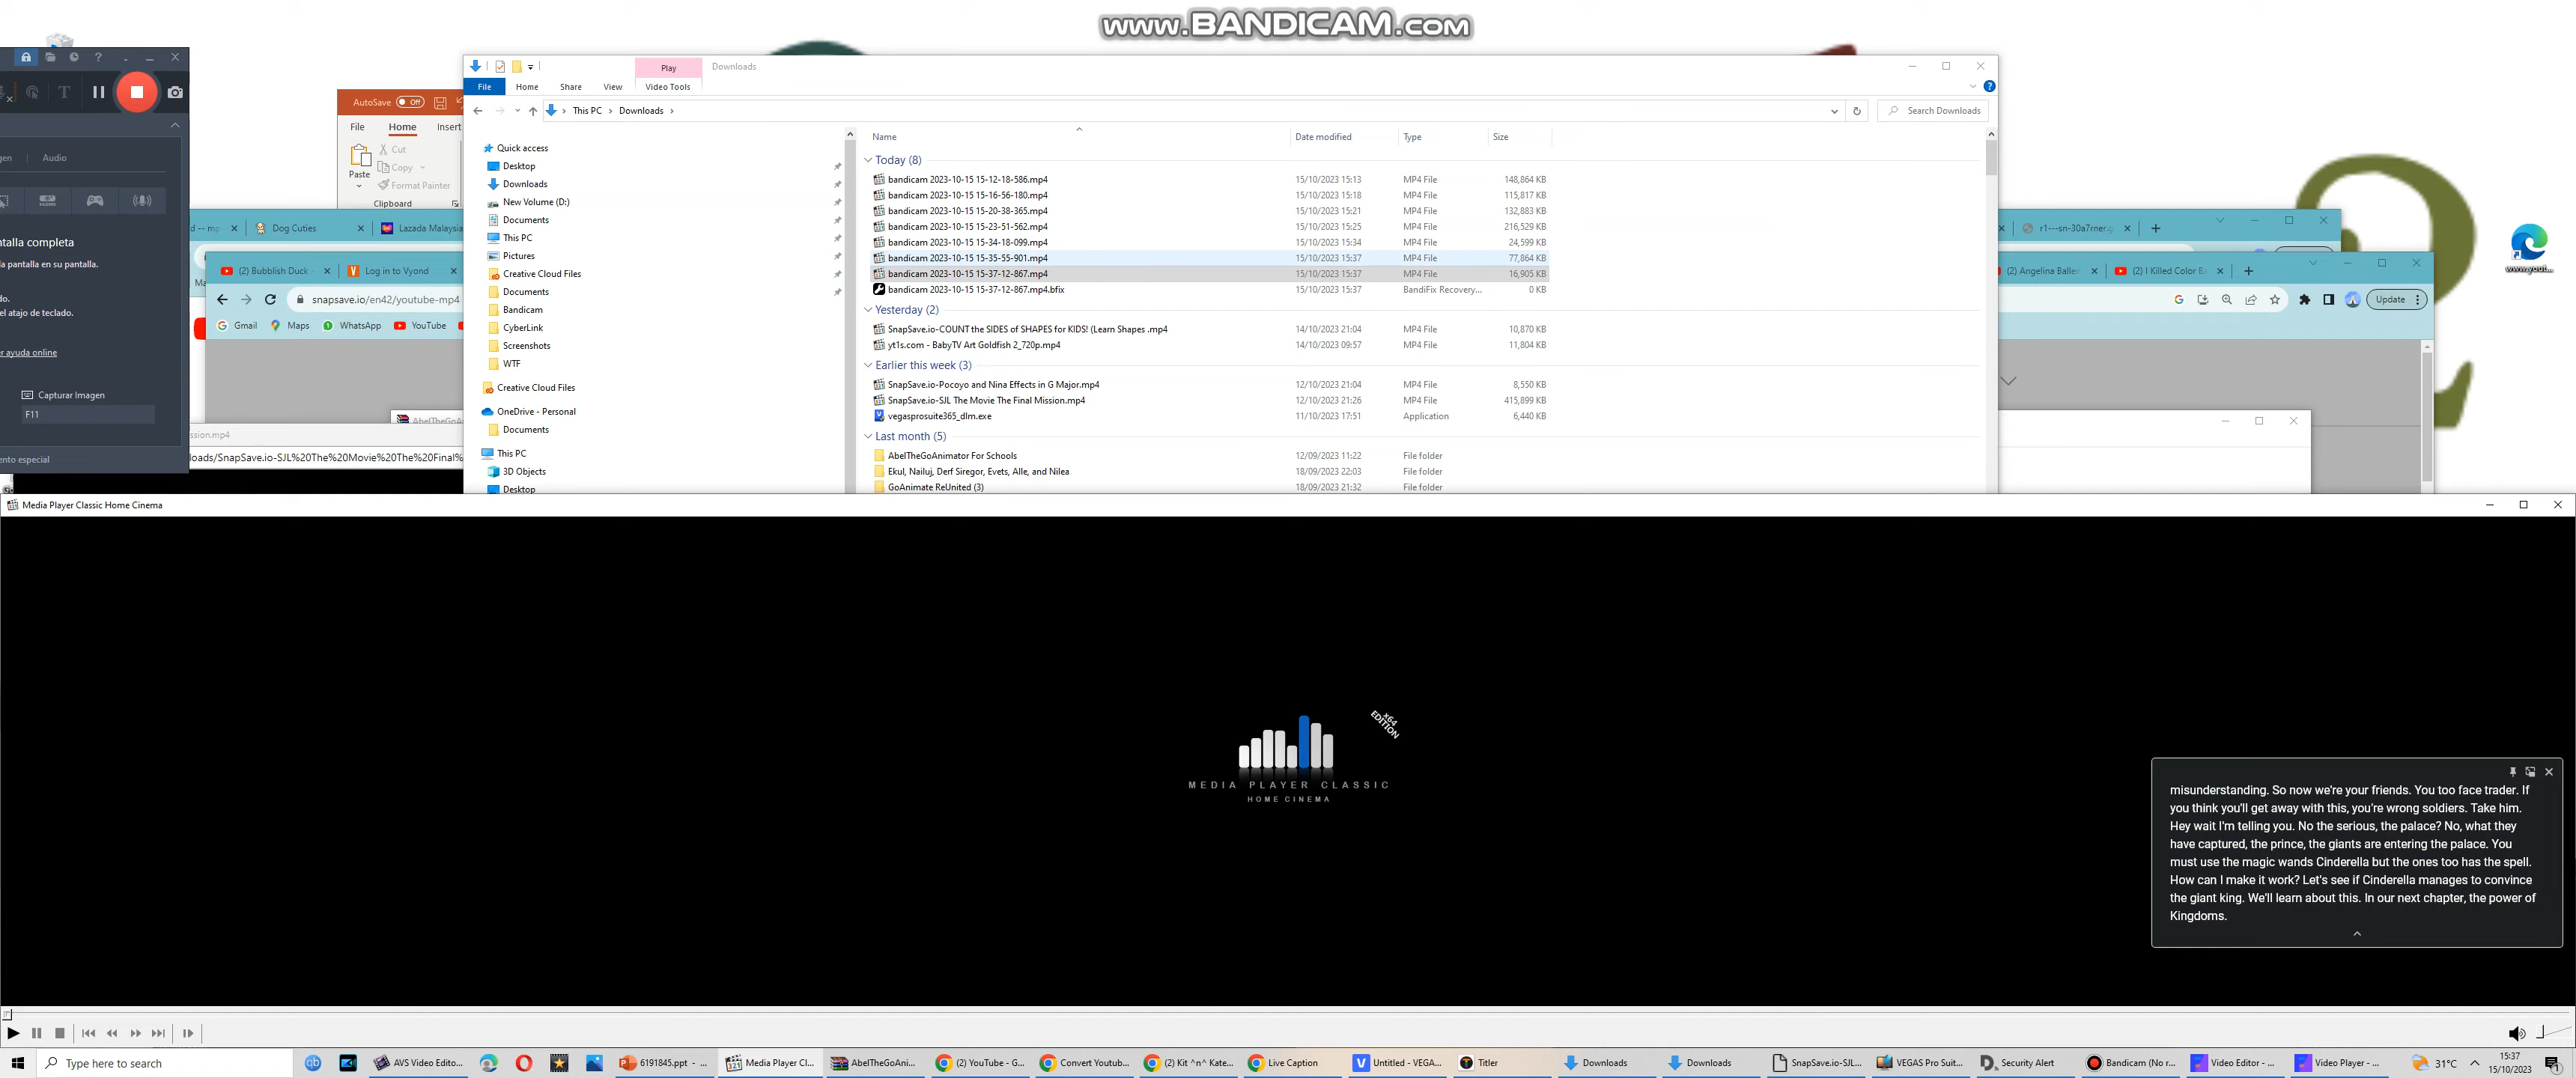 www.BANDICAM.com
Play
Downloads
File
Home
Share
View
Video Tools
This PC
Downloads
Search Downloads
AutoSave
Off
File
Home
Insert
Cut
Copy
Paste
Format Painter
Clipboard
Audio
ntalla completa
la pantalla en su pantalla.
do.
el atajo de teclado.
er ayuda online
Capturar Imagen
F11
ento especial
Dog Cuties
Lazada Malaysia
(2) Bubblish Duck
Log in to Vyond
snapsave.io/en42/youtube-mp4
Gmail
Maps
WhatsApp
YouTube
ssion.mp4
loads/SnapSave.io-SJL%20The%20Movie%20The%20Final%
Quick access
Desktop
Downloads
New Volume (D:)
Documents
This PC
Pictures
Creative Cloud Files
Documents
Bandicam
CyberLink
Screenshots
WTF
Creative Cloud Files
OneDrive - Personal
Documents
This PC
3D Objects
Desktop
Name	Date modified	Type	Size
Today (8)
bandicam 2023-10-15 15-12-18-586.mp4	15/10/2023 15:13	MP4 File	148,864 KB
bandicam 2023-10-15 15-16-56-180.mp4	15/10/2023 15:18	MP4 File	115,817 KB
bandicam 2023-10-15 15-20-38-365.mp4	15/10/2023 15:21	MP4 File	132,883 KB
bandicam 2023-10-15 15-23-51-562.mp4	15/10/2023 15:25	MP4 File	216,529 KB
bandicam 2023-10-15 15-34-18-099.mp4	15/10/2023 15:34	MP4 File	24,599 KB
bandicam 2023-10-15 15-35-55-901.mp4	15/10/2023 15:37	MP4 File	77,864 KB
bandicam 2023-10-15 15-37-12-867.mp4	15/10/2023 15:37	MP4 File	16,905 KB
bandicam 2023-10-15 15-37-12-867.mp4.bfix	15/10/2023 15:37	BandiFix Recovery...	0 KB
Yesterday (2)
SnapSave.io-COUNT the SIDES of SHAPES for KIDS! (Learn Shapes .mp4	14/10/2023 21:04	MP4 File	10,870 KB
yt1s.com - BabyTV Art Goldfish 2_720p.mp4	14/10/2023 09:57	MP4 File	11,804 KB
Earlier this week (3)
SnapSave.io-Pocoyo and Nina Effects in G Major.mp4	12/10/2023 21:04	MP4 File	8,550 KB
SnapSave.io-SJL The Movie The Final Mission.mp4	12/10/2023 21:26	MP4 File	415,899 KB
vegasprosuite365_dlm.exe	11/10/2023 17:51	Application	6,440 KB
Last month (5)
AbelTheGoAnimator For Schools	12/09/2023 11:22	File folder
Ekul, Nailuj, Derf Siregor, Evets, Alle, and Nilea	18/09/2023 22:03	File folder
GoAnimate ReUnited (3)	18/09/2023 21:32	File folder
r1---sn-30a7rner.g
(2) Angelina Baller
(2) I Killed Color Ba
Update
www.yout...
Media Player Classic Home Cinema
x64
EDITION
MEDIA PLAYER CLASSIC
HOME CINEMA
misunderstanding. So now we're your friends. You too face trader. If
you think you'll get away with this, you're wrong soldiers. Take him.
Hey wait I'm telling you. No the serious, the palace? No, what they
have captured, the prince, the giants are entering the palace. You
must use the magic wands Cinderella but the ones too has the spell.
How can I make it work? Let's see if Cinderella manages to convince
the giant king. We'll learn about this. In our next chapter, the power of
Kingdoms.
Type here to search
AVS Video Edito...
6191845.ppt - ...
Media Player Cl...
AbelTheGoAni...
(2) YouTube - G...
Convert Youtub...
(2) Kit ^n^ Kate...
Live Caption
Untitled - VEGA...
Titler
Downloads
Downloads
SnapSave.io-SJL...
VEGAS Pro Suit...
Security Alert
Bandicam (No r...
Video Editor - ...
Video Player - ...
31°C
15:37
15/10/2023